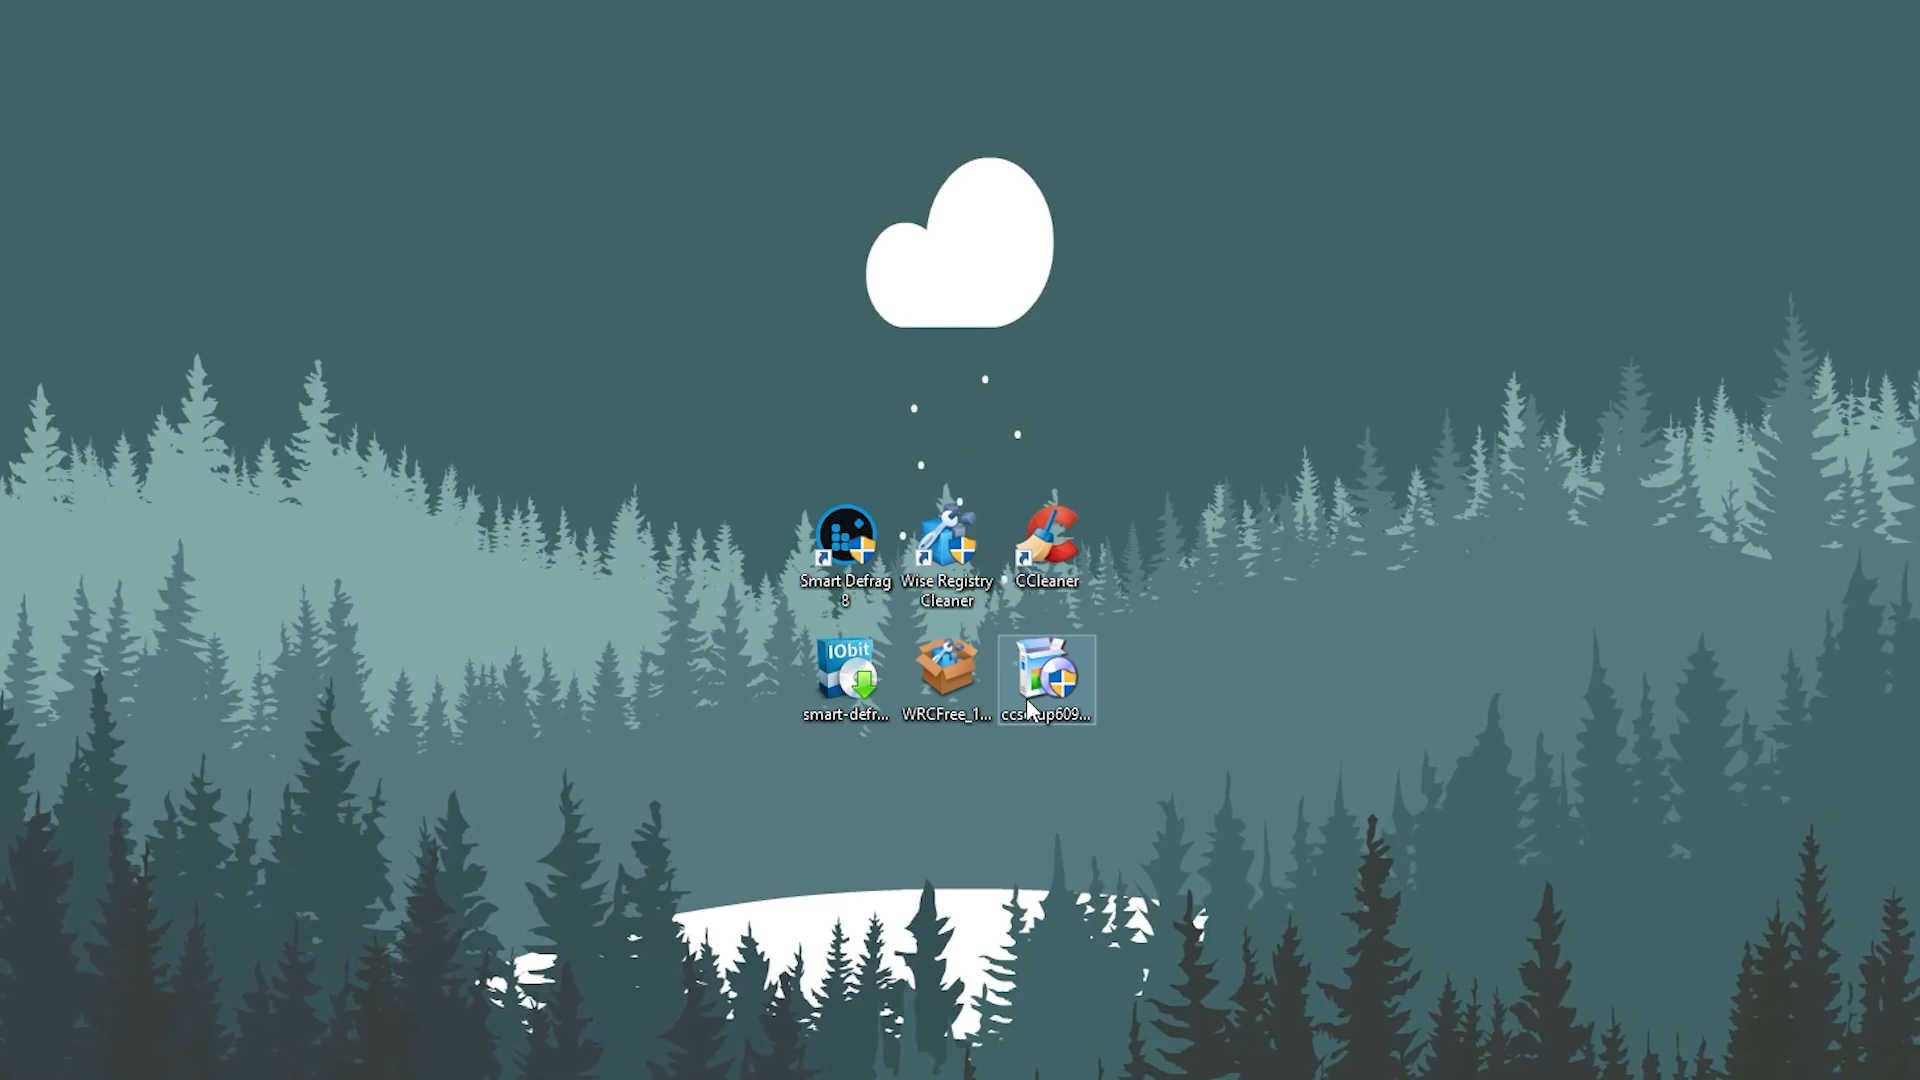 Smart Defrag
8
Wise Registry
Cleaner
CCleaner
IObit
smart-defr...
WRCFree_1...